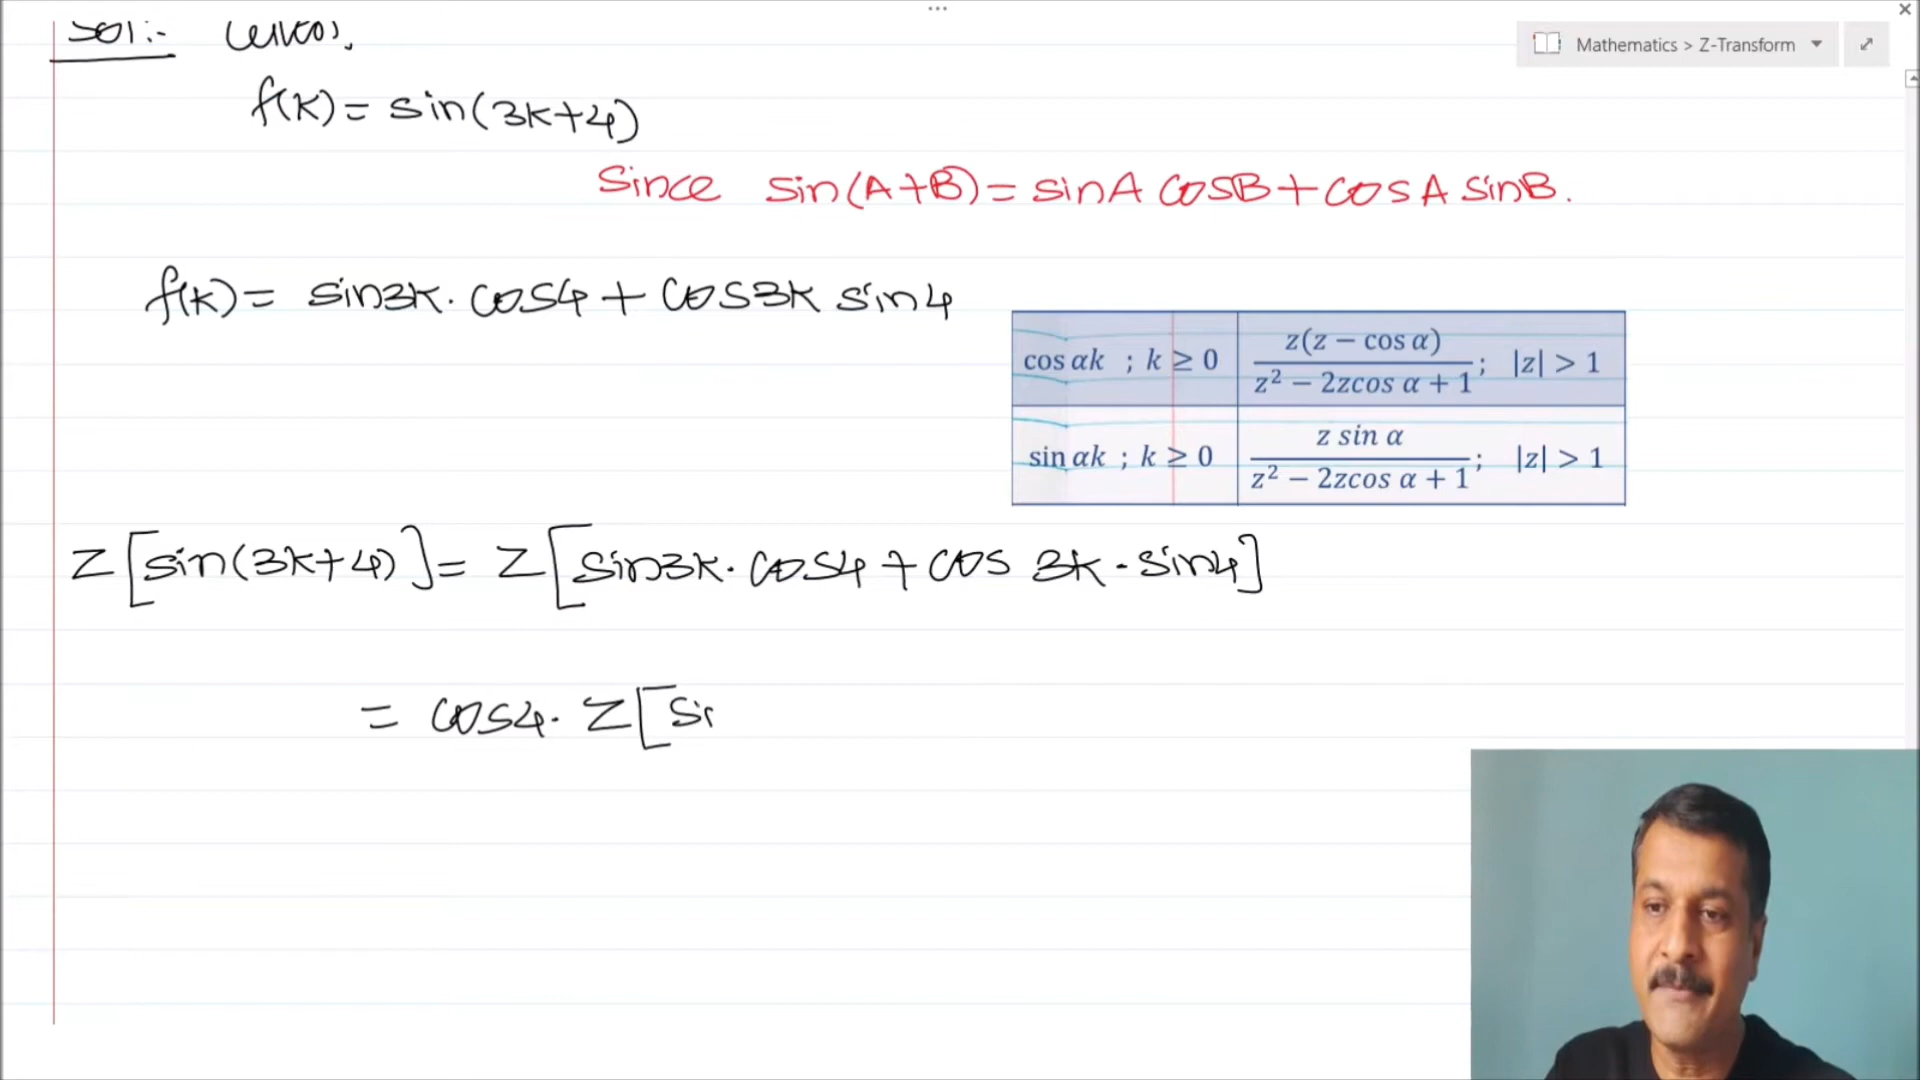 Sol:-
Mathematics > Z-Transform
f(k) = sin(3k+4)
Since sin(A+B) = sinA cosB + cosA sinB.
f(k) = sin3k. cos4 + cos3k sin4
cos αk ; k ≥ 0 z(z − cos α) / z² − 2zcos α + 1 ; |z| > 1
sin αk ; k ≥ 0 z sin α / z² − 2zcos α + 1 ; |z| > 1
Z[sin(3k+4)] = Z[sin3k. cos4 + cos 3k . sin4]
= cos4. Z[si